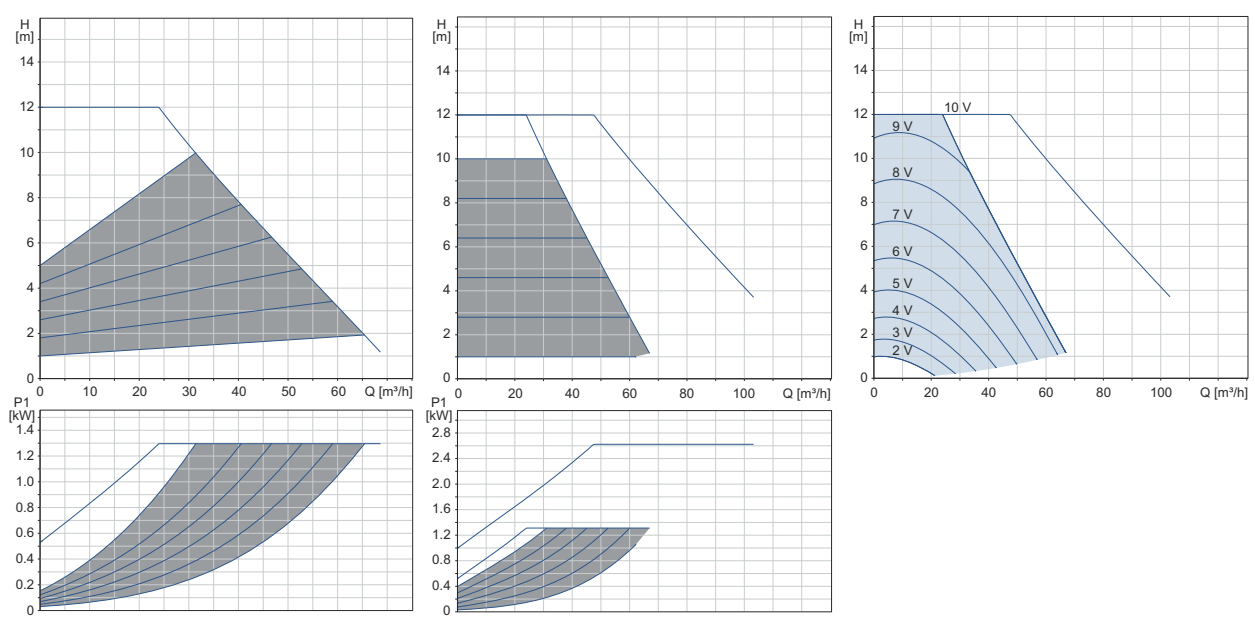 H
[m]
14
12
10
8
6
4
2
0
0 10 20 30 40 50 60 Q [m³/h]
P1
[kW]
1.4
1.2
1.0
0.8
0.6
0.4
0.2
0
H
[m]
14
12
10
8
6
4
2
0
0 20 40 60 80 100 Q [m³/h]
P1
[kW]
2.8
2.4
2.0
1.6
1.2
0.8
0.4
0
H
[m]
14
12
10
8
6
4
2
0
10 V
9 V
8 V
7 V
6 V
5 V
4 V
3 V
2 V
0 20 40 60 80 100 Q [m³/h]